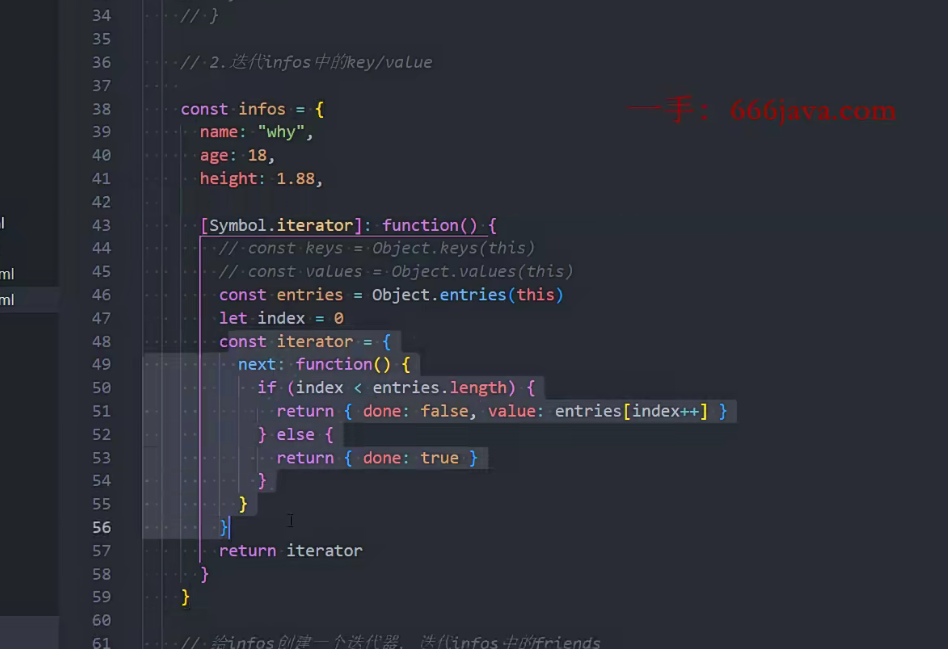 34 // }
35
36 // 2.迭代infos中的key/value
37
一手：666java.com
38 const infos = {
39 name: "why",
40 age: 18,
41 height: 1.88,
42
l
43 [Symbol.iterator]: function() {
44 // const keys = Object.keys(this)
ml
45 // const values = Object.values(this)
ml
46 const entries = Object.entries(this)
47 let index = 0
48 const iterator = {
49 next: function() {
50 if (index < entries.length) {
51 return { done: false, value: entries[index++] }
52 } else {
53 return { done: true }
54 }
55 }
56 }
57 return iterator
58 }
59 }
60
61 // 给infos创建一个迭代器, 迭代infos中的friends